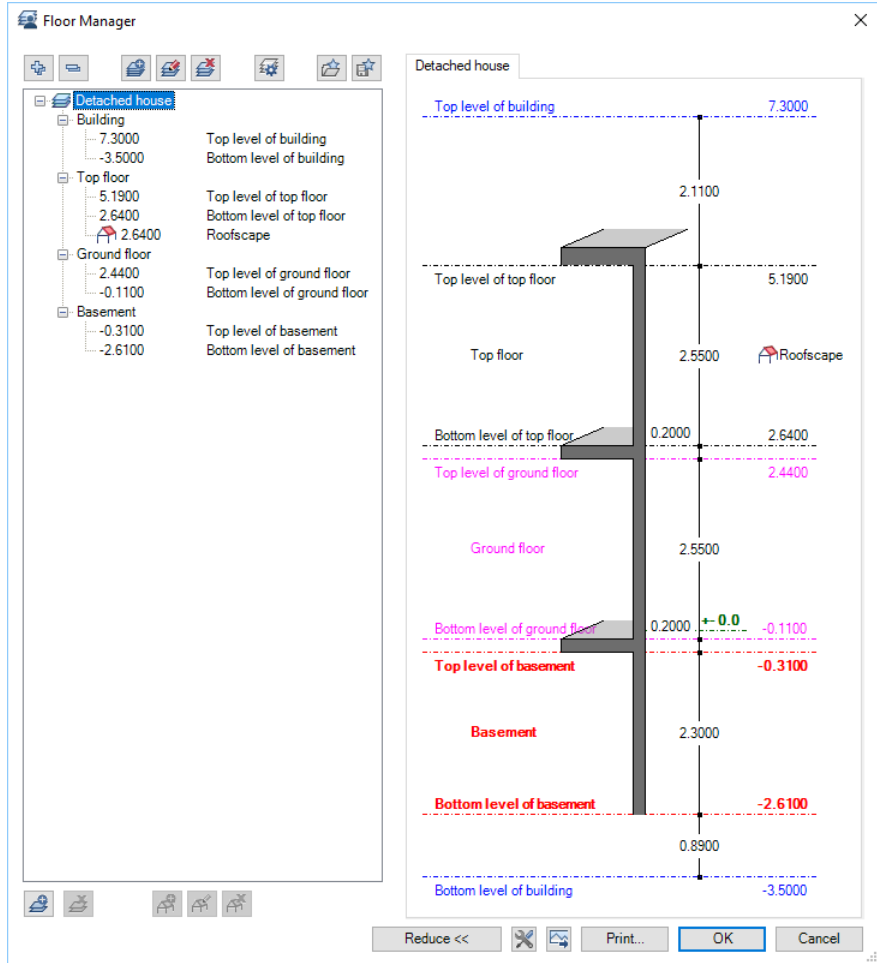 Floor Manager
Detached house
Building
7.3000 Top level of building
-3.5000 Bottom level of building
Top floor
5.1900 Top level of top floor
2.6400 Bottom level of top floor
2.6400 Roofscape
Ground floor
2.4400 Top level of ground floor
-0.1100 Bottom level of ground floor
Basement
-0.3100 Top level of basement
-2.6100 Bottom level of basement
Detached house
Top level of building 7.3000
2.1100
Top level of top floor 5.1900
Top floor 2.5500 Roofscape
Bottom level of top floor 0.2000 2.6400
Top level of ground floor 2.4400
Ground floor 2.5500
+- 0.0
Bottom level of ground floor 0.2000 -0.1100
Top level of basement -0.3100
Basement 2.3000
Bottom level of basement -2.6100
0.8900
Bottom level of building -3.5000
Reduce << Print... OK Cancel